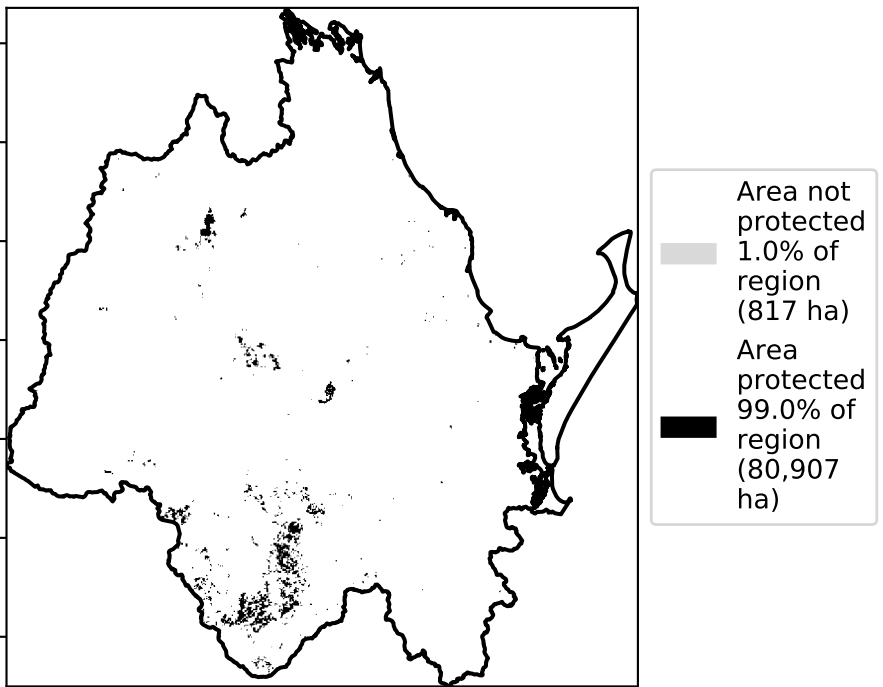 Area not
protected
1.0% of
region
(817 ha)
Area
protected
99.0% of
region
(80,907
ha)